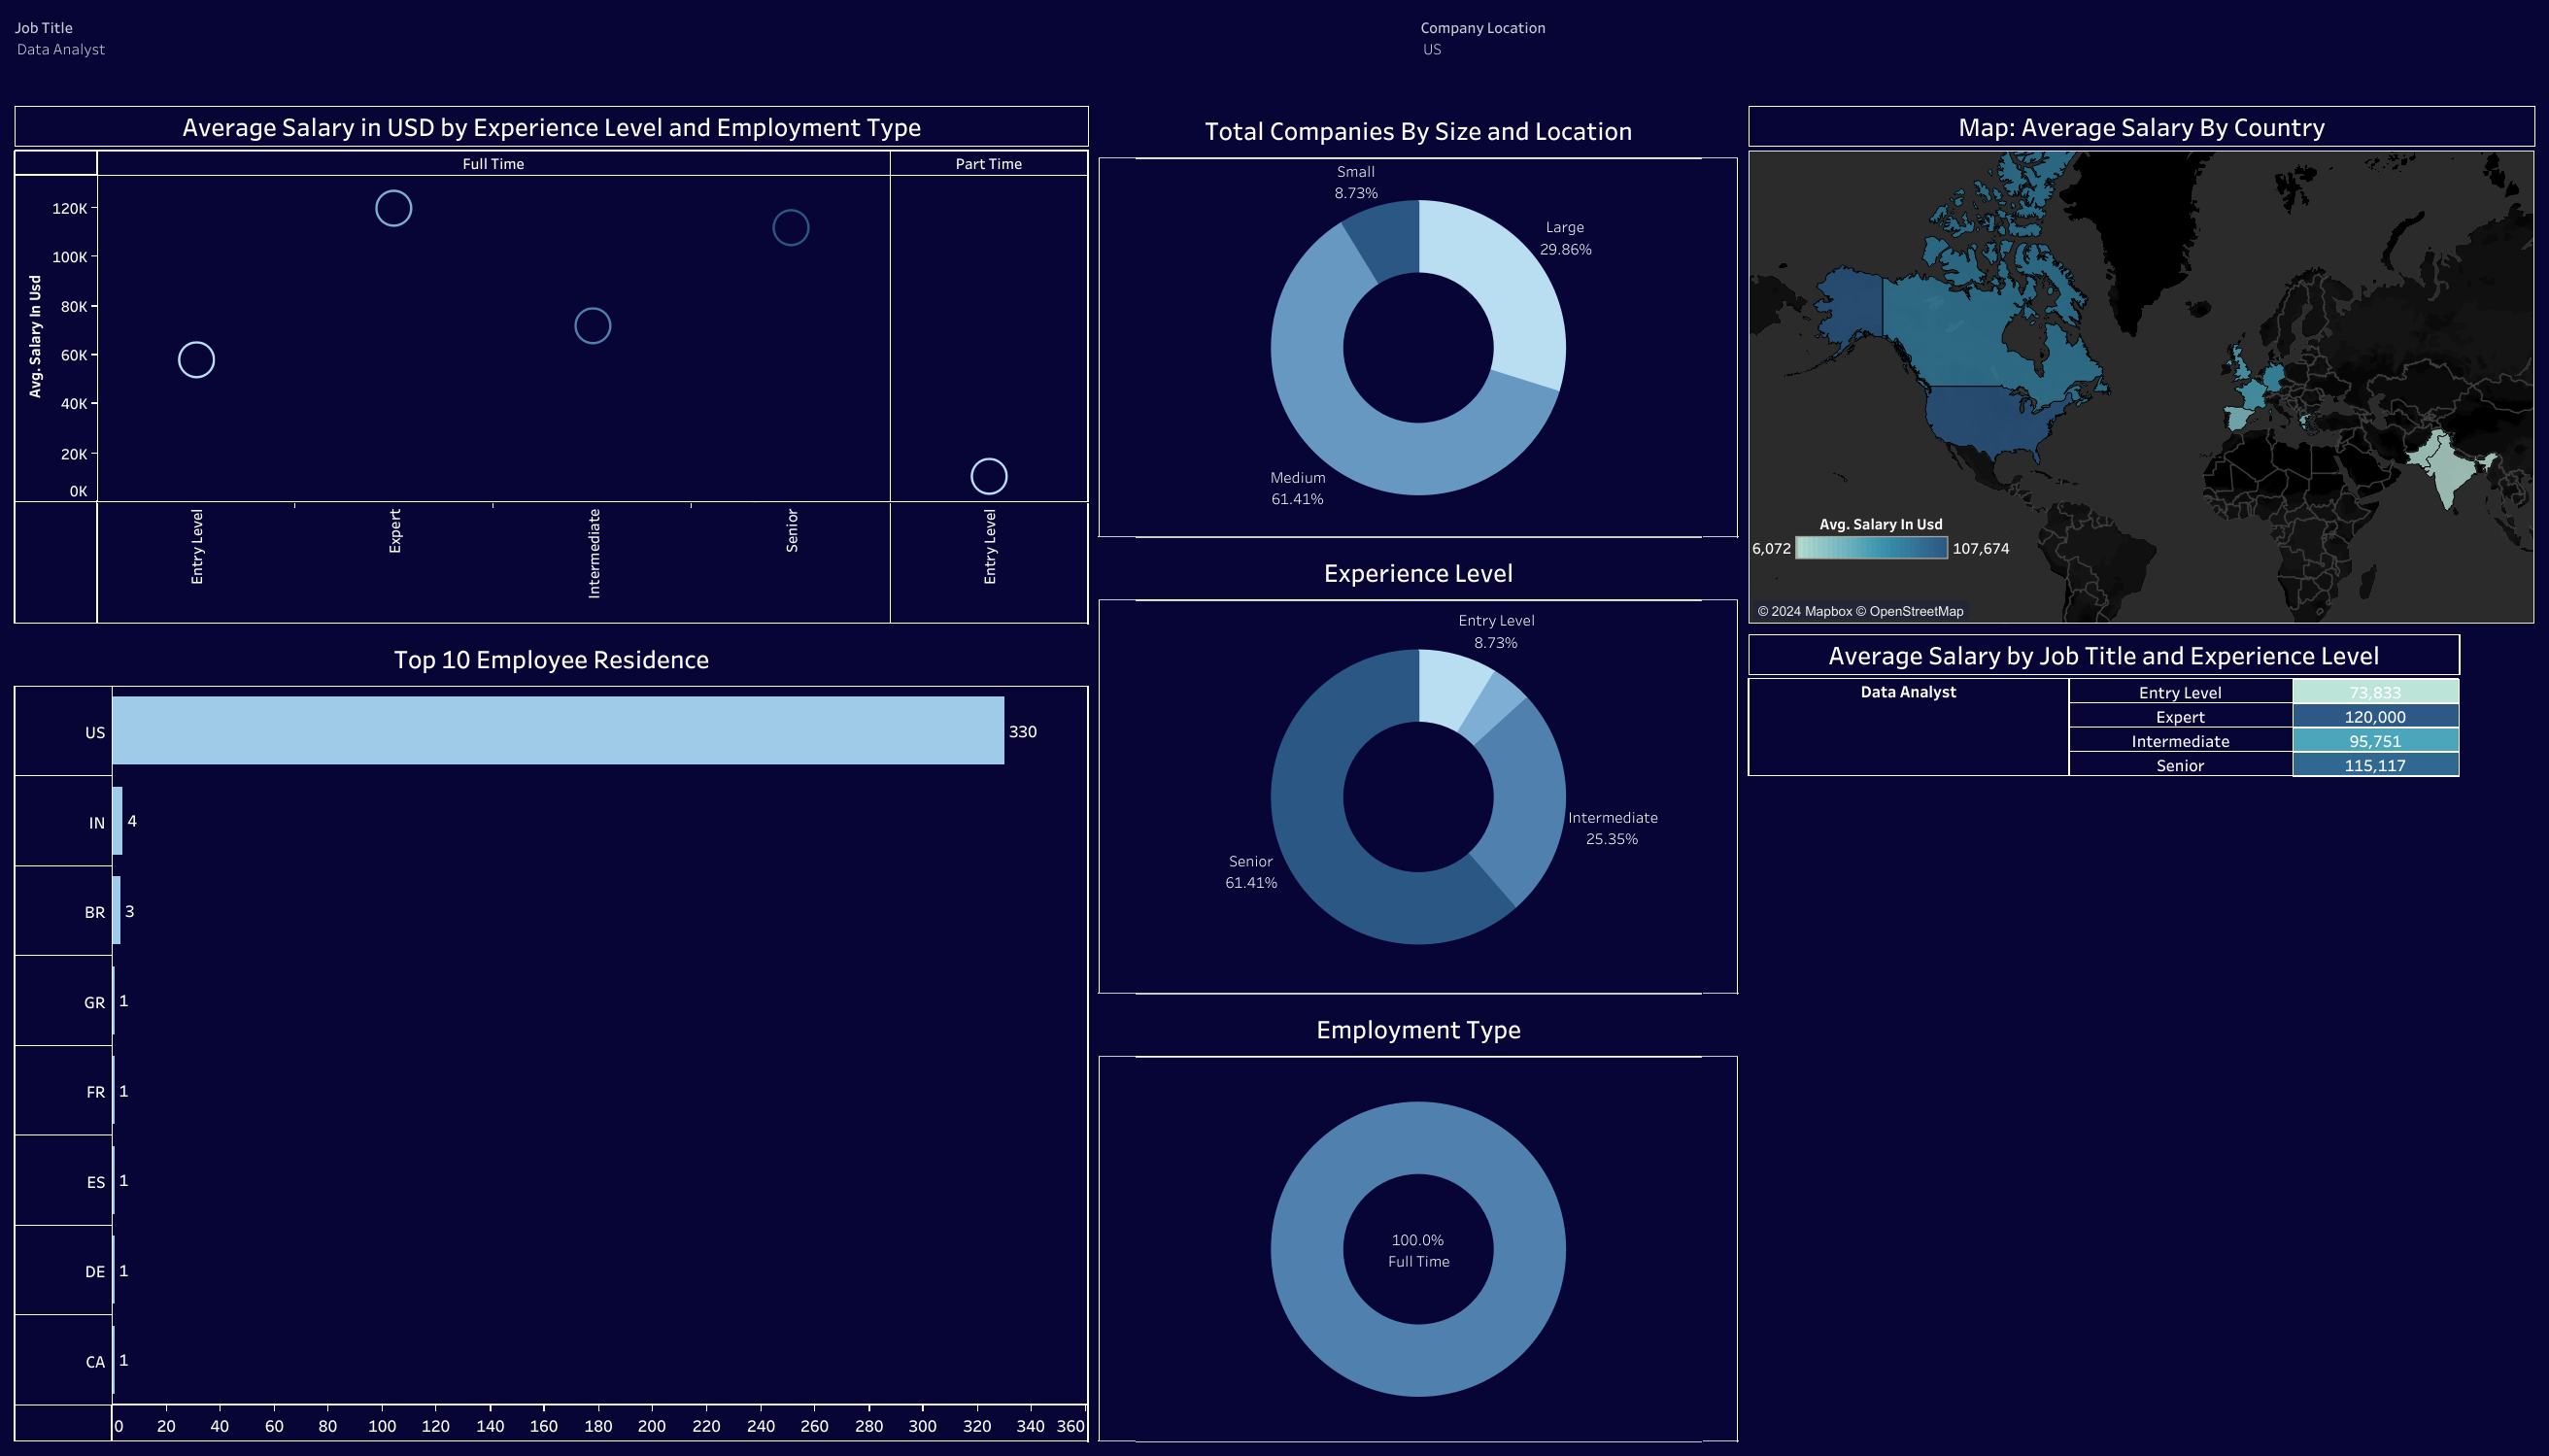 Job Title
Data Analyst
Company Location
US
Average Salary in USD by Experience Level and Employment Type
Full Time
Part Time
Avg. Salary In Usd
120K
100K
80K
60K
40K
20K
0K
Entry Level
Expert
Intermediate
Senior
Entry Level
Top 10 Employee Residence
US
330
IN
4
BR
3
GR
1
FR
1
ES
1
DE
1
CA
1
0 20 40 60 80 100 120 140 160 180 200 220 240 260 280 300 320 340 360
Total Companies By Size and Location
Small
8.73%
Large
29.86%
Medium
61.41%
Experience Level
Entry Level
8.73%
Intermediate
25.35%
Senior
61.41%
Employment Type
100.0%
Full Time
Map: Average Salary By Country
Avg. Salary In Usd
6,072
107,674
© 2024 Mapbox © OpenStreetMap
Average Salary by Job Title and Experience Level
Data Analyst
Entry Level 73,833
Expert 120,000
Intermediate 95,751
Senior 115,117